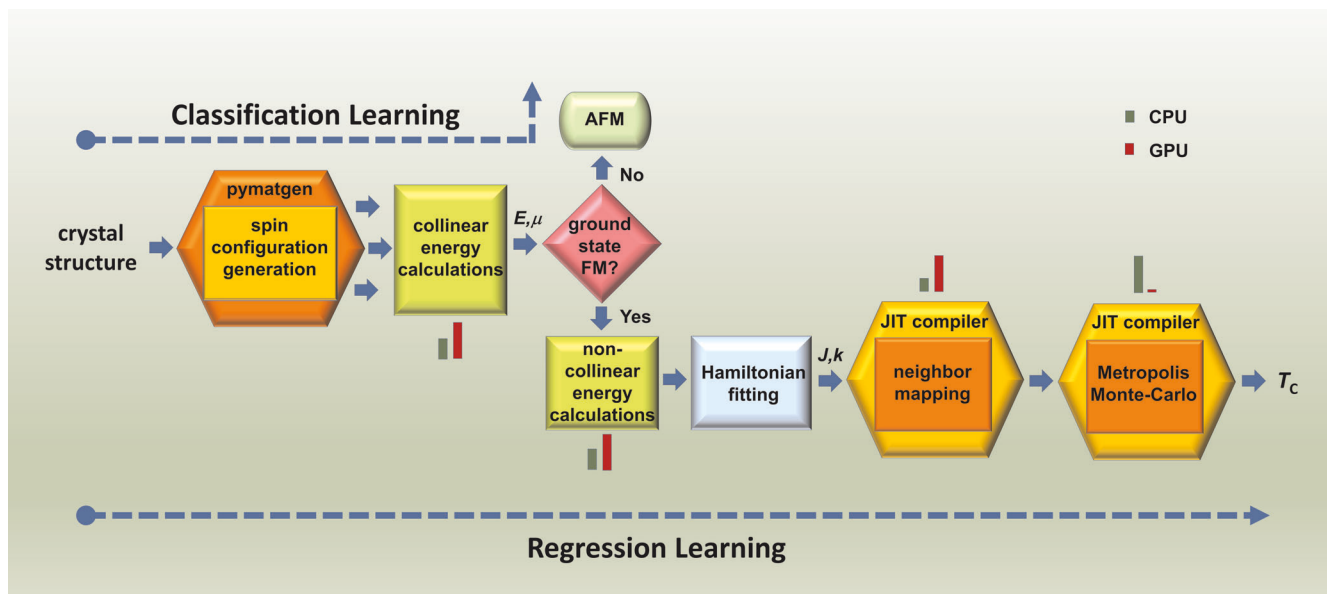 Classification Learning
AFM
CPU
GPU
No
pymatgen
spin
configuration
generation
crystal
structure
collinear
energy
calculations
E,μ
ground
state
FM?
Yes
non-
collinear
energy
calculations
Hamiltonian
fitting
J,k
JIT compiler
neighbor
mapping
JIT compiler
Metropolis
Monte-Carlo
TC
Regression Learning